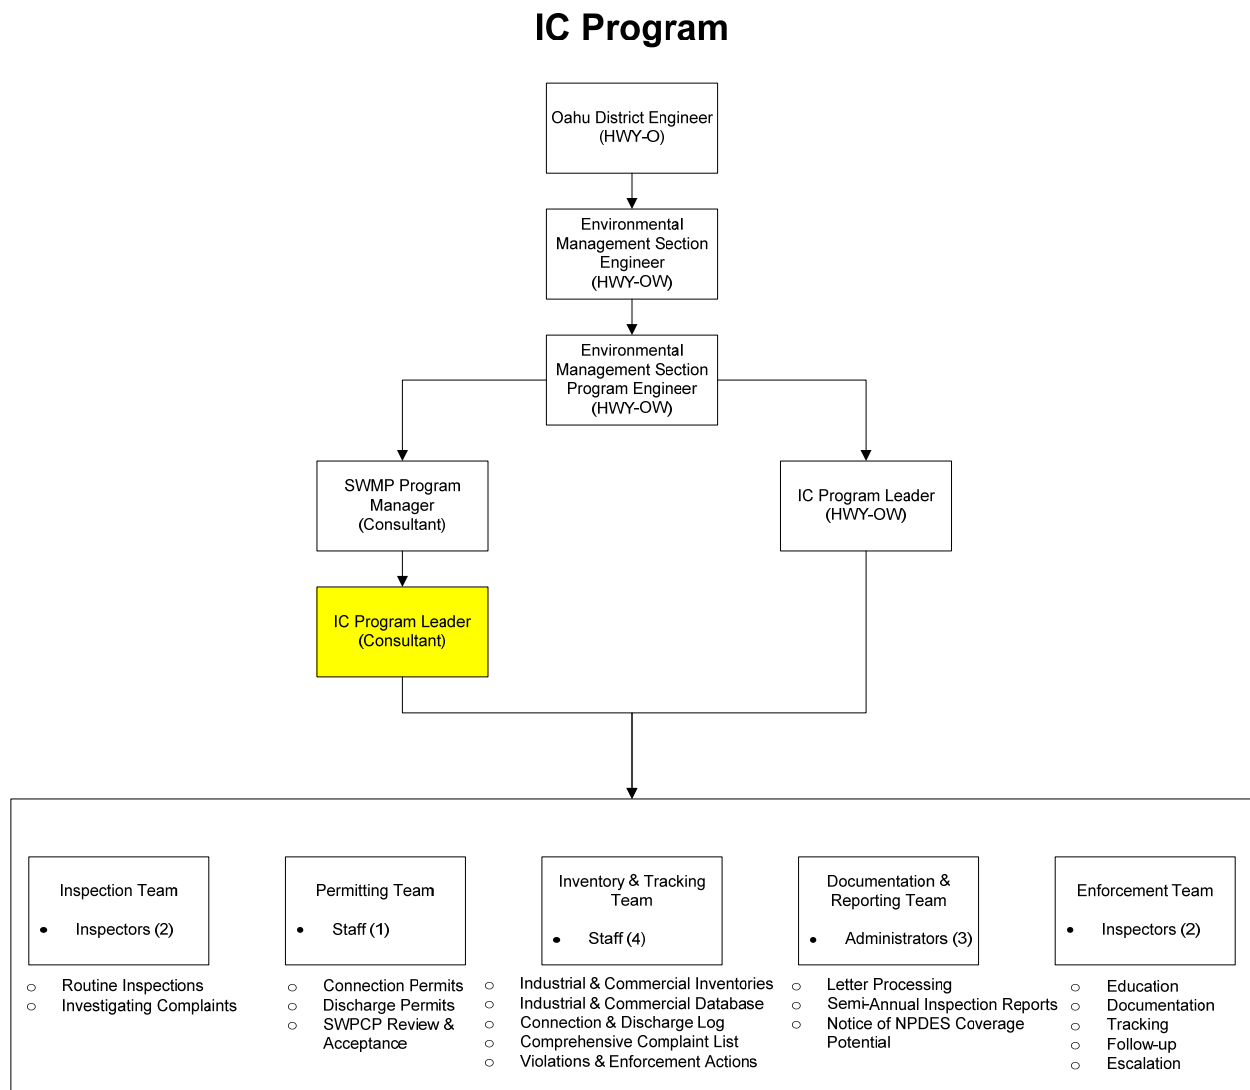 IC Program
Oahu District Engineer
(HWY-O)
Environmental
Management Section
Engineer
(HWY-OW)
Environmental
Management Section
Program Engineer
(HWY-OW)
SWMP Program
Manager
(Consultant)
IC Program Leader
(HWY-OW)
IC Program Leader
(Consultant)
Inspection Team
• Inspectors (2)
○ Routine Inspections
○ Investigating Complaints
Permitting Team
• Staff (1)
○ Connection Permits
○ Discharge Permits
○ SWPCP Review &
Acceptance
Inventory & Tracking
Team
• Staff (4)
○ Industrial & Commercial Inventories
○ Industrial & Commercial Database
○ Connection & Discharge Log
○ Comprehensive Complaint List
○ Violations & Enforcement Actions
Documentation &
Reporting Team
• Administrators (3)
○ Letter Processing
○ Semi-Annual Inspection Reports
○ Notice of NPDES Coverage
Potential
Enforcement Team
• Inspectors (2)
○ Education
○ Documentation
○ Tracking
○ Follow-up
○ Escalation